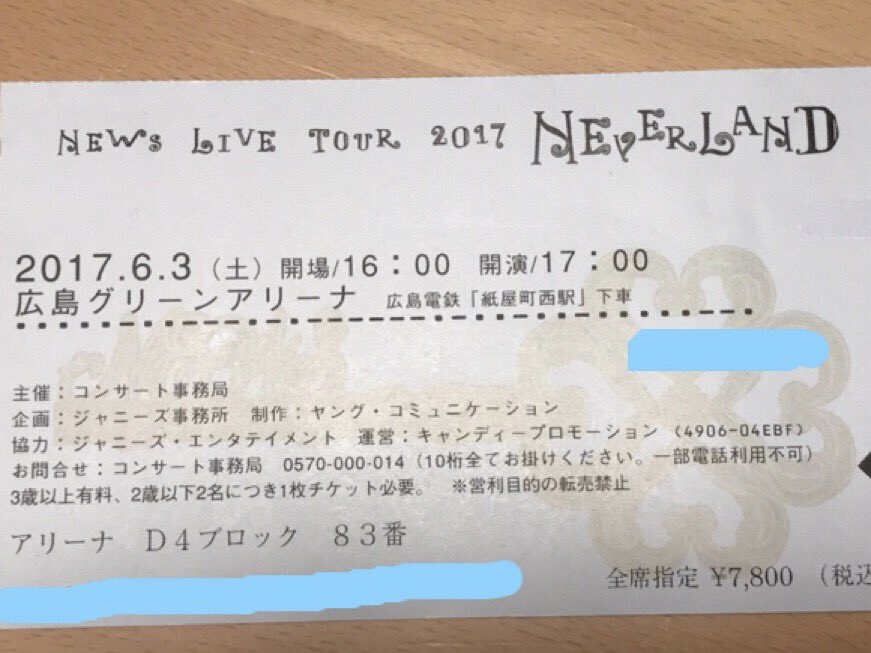 NEWS LIVE TOUR 2017 NEVERLAND
2017.6.3（土）開場/16：00　開演/17：00
広島グリーンアリーナ　広島電鉄「紙屋町西駅」下車
主催：コンサート事務局
企画：ジャニーズ事務所　制作：ヤング・コミュニケーション
協力：ジャニーズ・エンタテイメント　運営：キャンディープロモーション（4906-04EBF）
お問合せ：コンサート事務局　0570-000-014（10桁全てお掛けください。一部電話利用不可）
3歳以上有料、2歳以下2名につき1枚チケット必要。　※営利目的の転売禁止
アリーナ　D4ブロック　83番
全席指定 ¥7,800　（税込